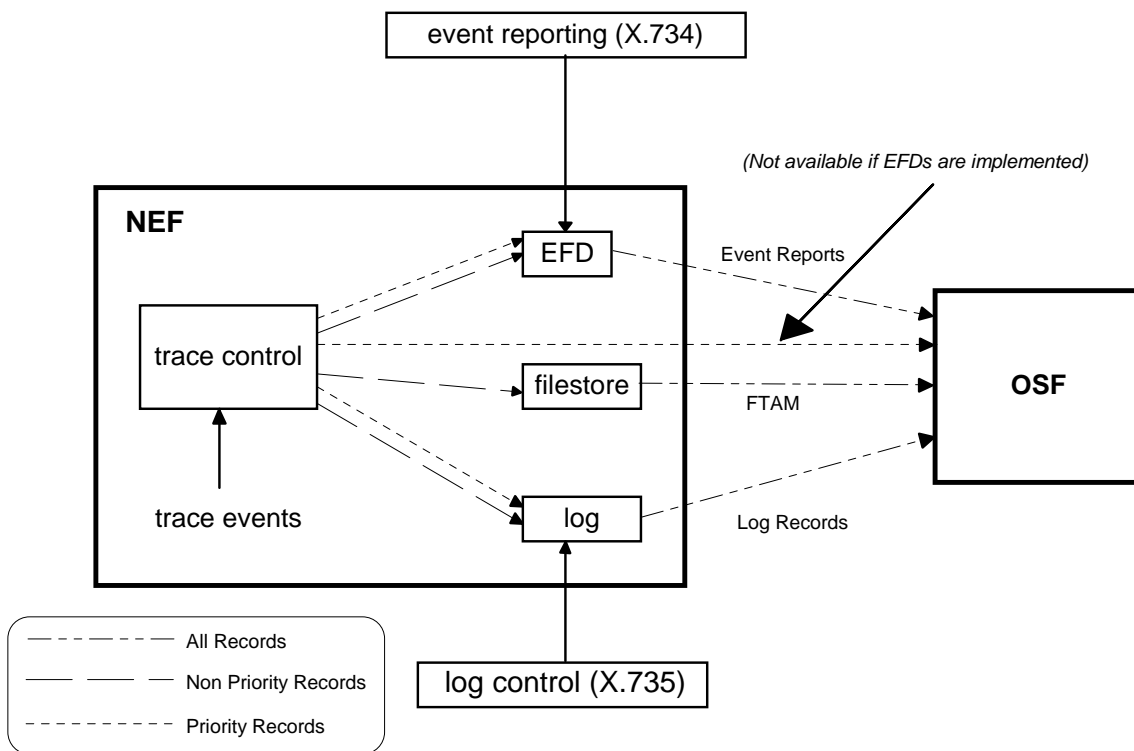 event reporting (X.734)
(Not available if EFDs are implemented)
NEF
EFD
Event Reports
trace control
filestore
FTAM
OSF
trace events
log
Log Records
All Records
Non Priority Records
Priority Records
log control (X.735)